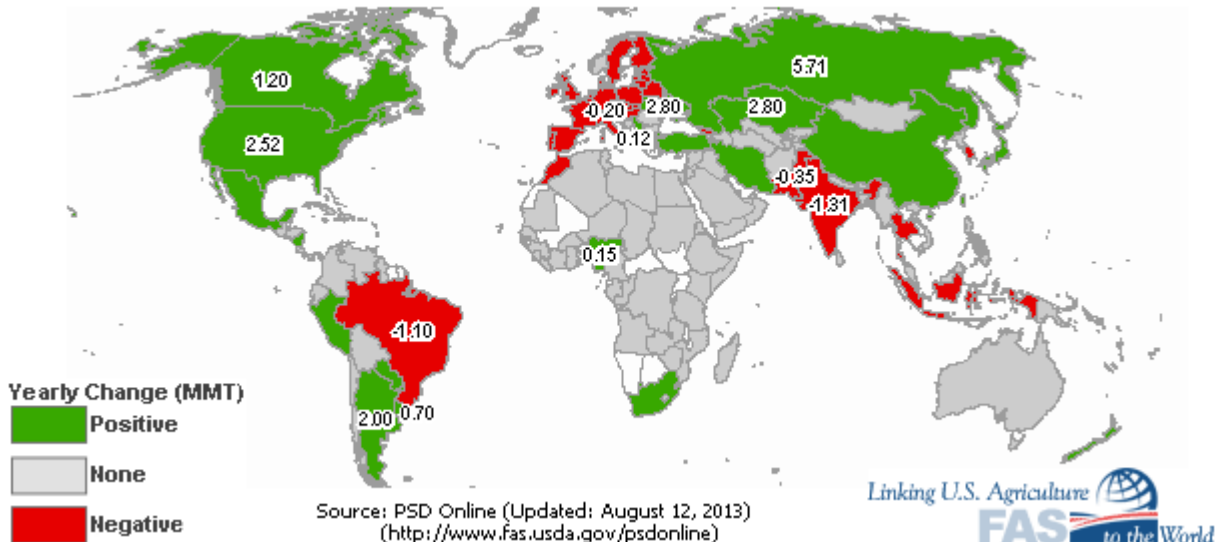 1.20
5.71
-0.20
2.80
2.80
2.52
0.12
-0.35
-1.31
0.15
-1.10
Yearly Change (MMT)
2.00
0.70
Positive
None
Negative
Source: PSD Online (Updated: August 12, 2013)
(http://www.fas.usda.gov/psdonline)
Linking U.S. Agriculture
FAS
to the World